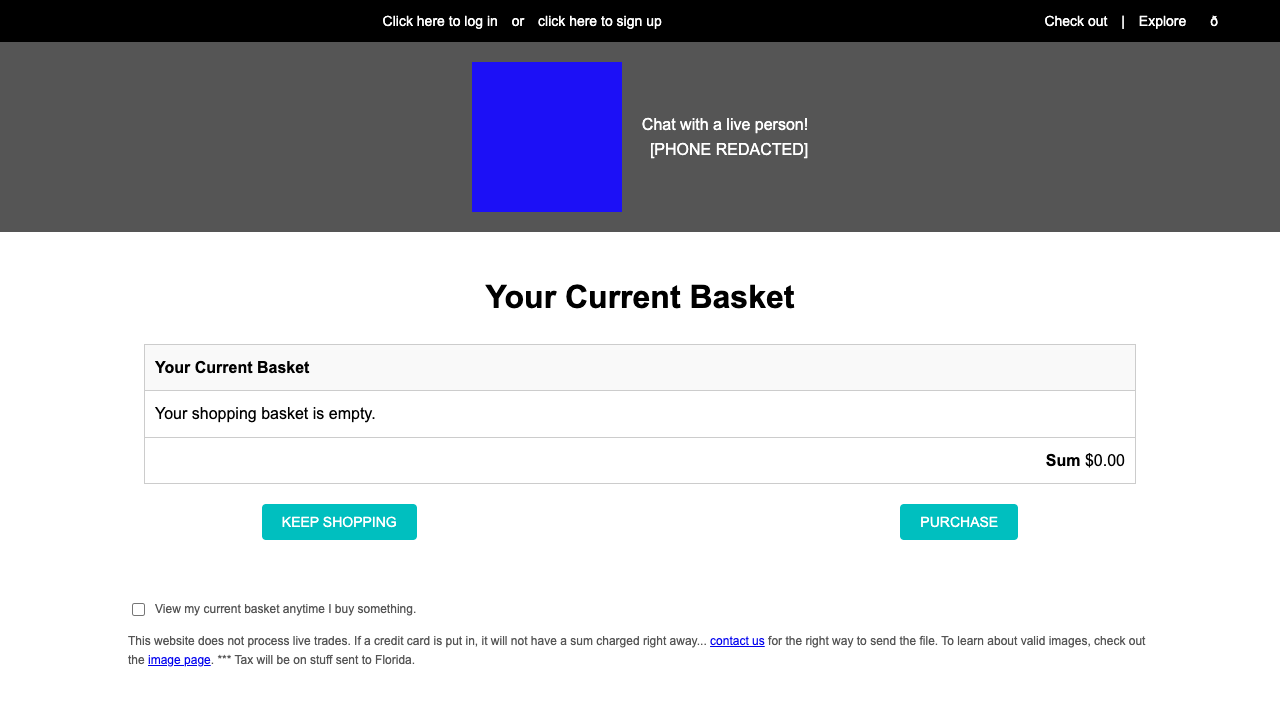 Click here to log in or click here to sign up Check out | Explore ð
Chat with a live person!
[PHONE REDACTED]
Your Current Basket
Your Current Basket
Your shopping basket is empty.
Sum $0.00
KEEP SHOPPING PURCHASE
View my current basket anytime I buy something.
This website does not process live trades. If a credit card is put in, it will not have a sum charged right away... contact us for the right way to send the file. To learn about valid images, check out
the image page. *** Tax will be on stuff sent to Florida.